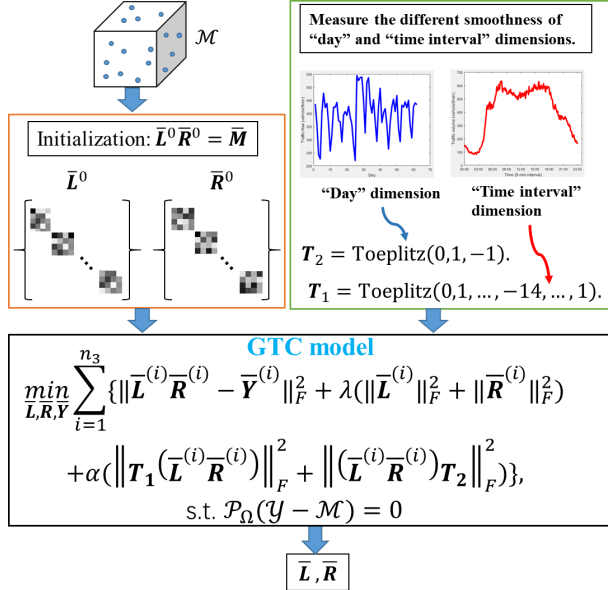 ℳ
Initialization: L̅⁰R̅⁰ = M̅
L̅⁰ R̅⁰
Measure the different smoothness of
“day” and “time interval” dimensions.
Day
“Day” dimension
“Time interval”
dimension
T₂ = Toeplitz(0,1,−1).
T₁ = Toeplitz(0,1, … , −14, … , 1).
GTC model
min_{L̅,R̅,Y̅} ∑_{i=1}^{n₃} {‖L̅⁽ⁱ⁾R̅⁽ⁱ⁾ − Y̅⁽ⁱ⁾‖_F^2 + λ(‖L̅⁽ⁱ⁾‖_F^2 + ‖R̅⁽ⁱ⁾‖_F^2)
+α(‖T₁(L̅⁽ⁱ⁾R̅⁽ⁱ⁾)‖_F^2 + ‖(L̅⁽ⁱ⁾R̅⁽ⁱ⁾)T₂‖_F^2)},
s.t. 𝒫_Ω(𝒴 − ℳ) = 0
L̅ , R̅